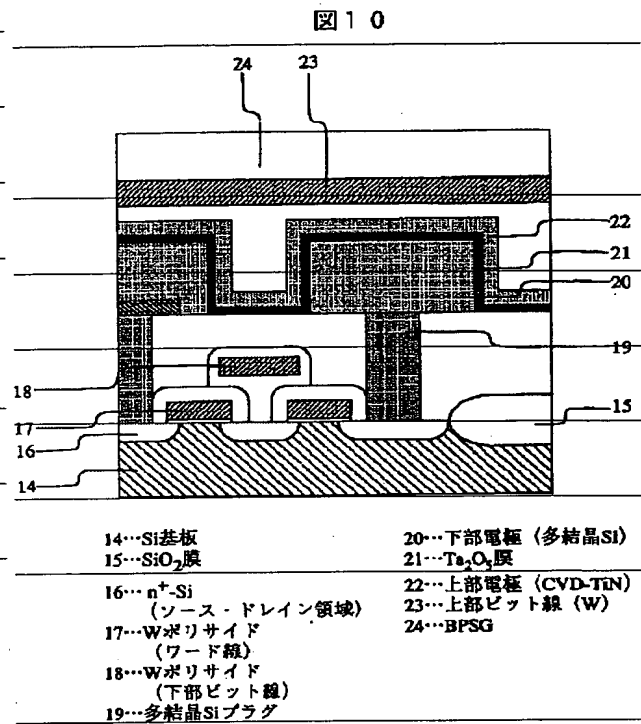 図10
24
23
22
21
20
19
18
15
17
16
14
14…Si基板
15…SiO₂膜
16…n⁺-Si
(ソース・ドレイン領域)
17…Wポリサイド
(ワード線)
18…Wポリサイド
(下部ビット線)
19…多結晶Siプラグ
20…下部電極(多結晶Si)
21…Ta₂O₅膜
22…上部電極(CVD-TiN)
23…上部ビット線(W)
24…BPSG